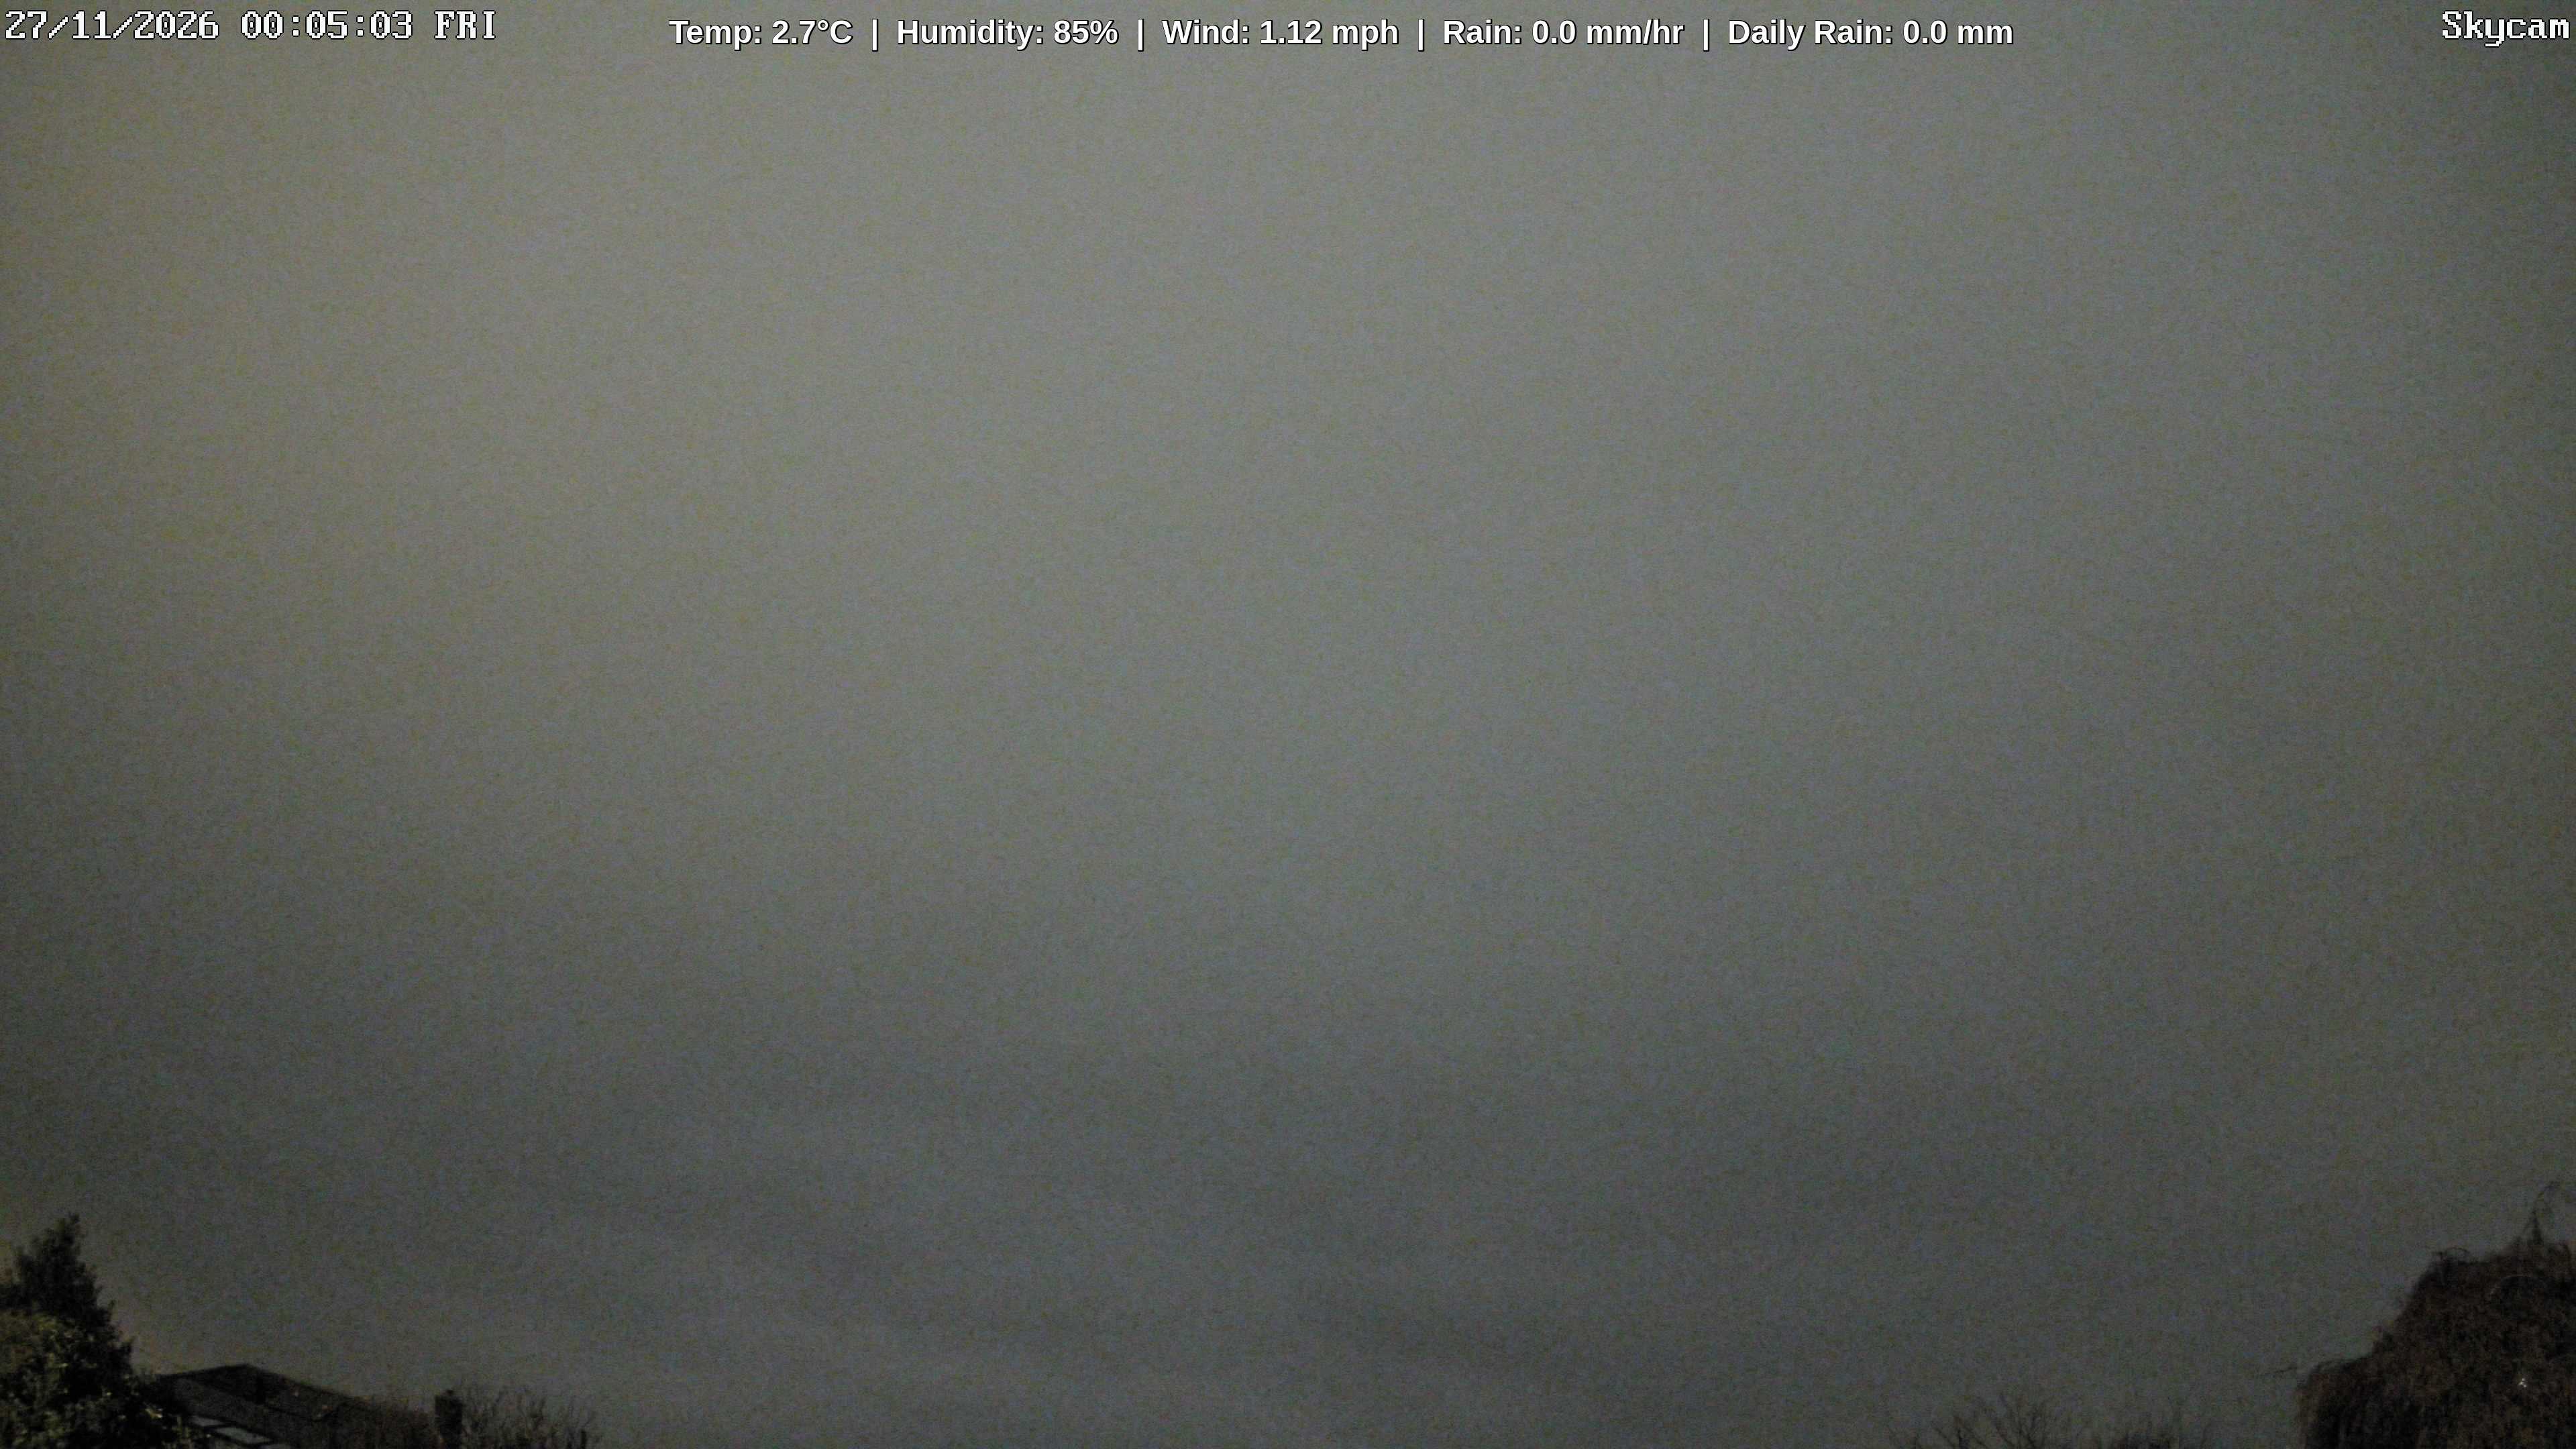 27/11/2026 00:05:03 FRI
Temp: 2.7°C | Humidity: 85% | Wind: 1.12 mph | Rain: 0.0 mm/hr | Daily Rain: 0.0 mm
Skycam